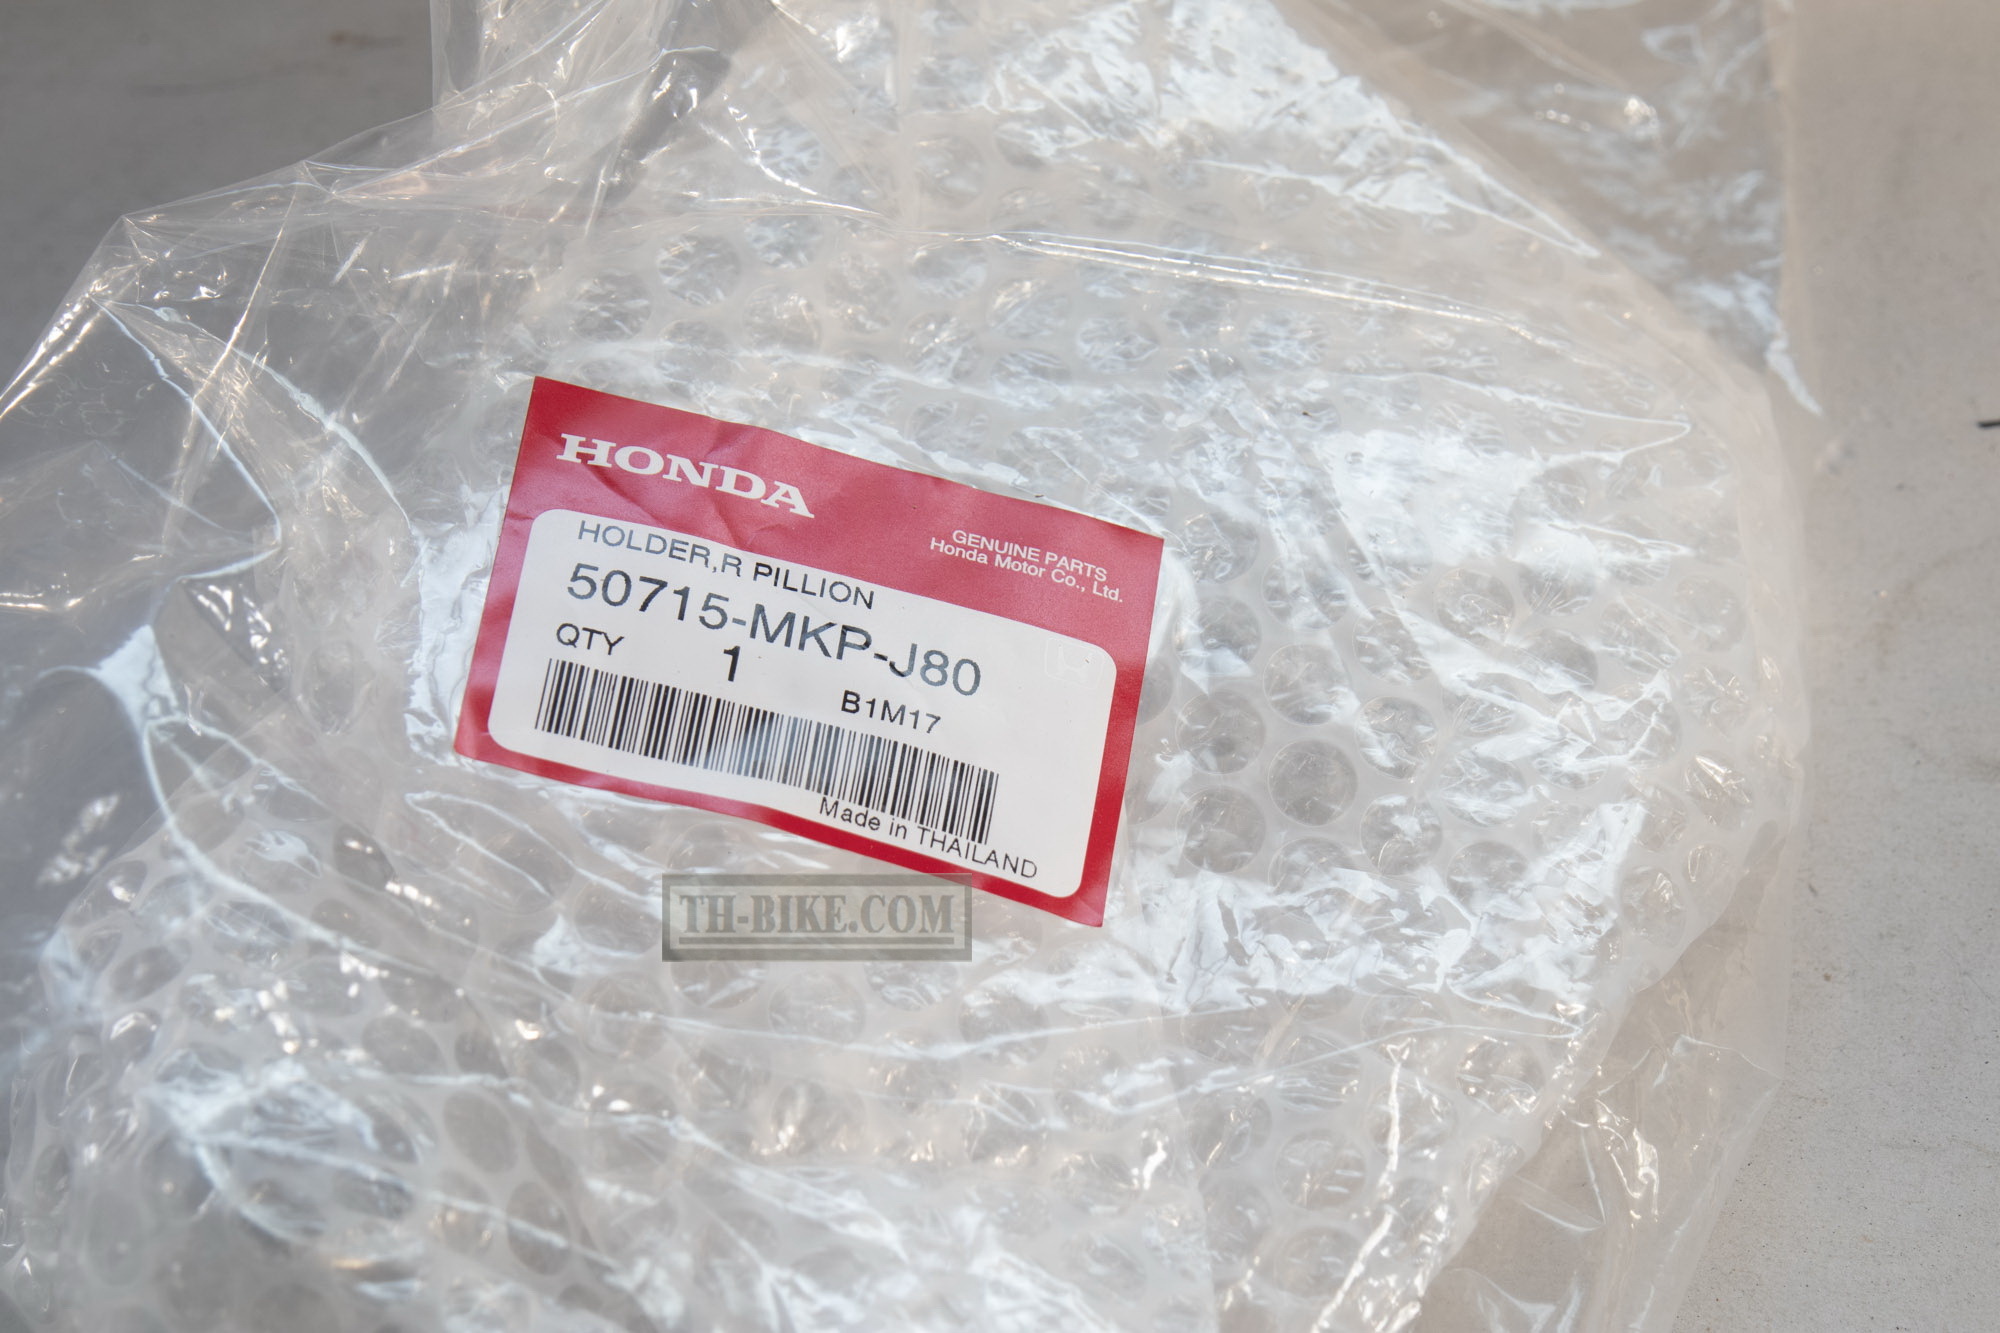 HONDA
GENUINE PARTS
Honda Motor Co., Ltd.
HOLDER,R PILLION
50715-MKP-J80
QTY 1
B1M17
Made in THAILAND
TH-BIKE.COM